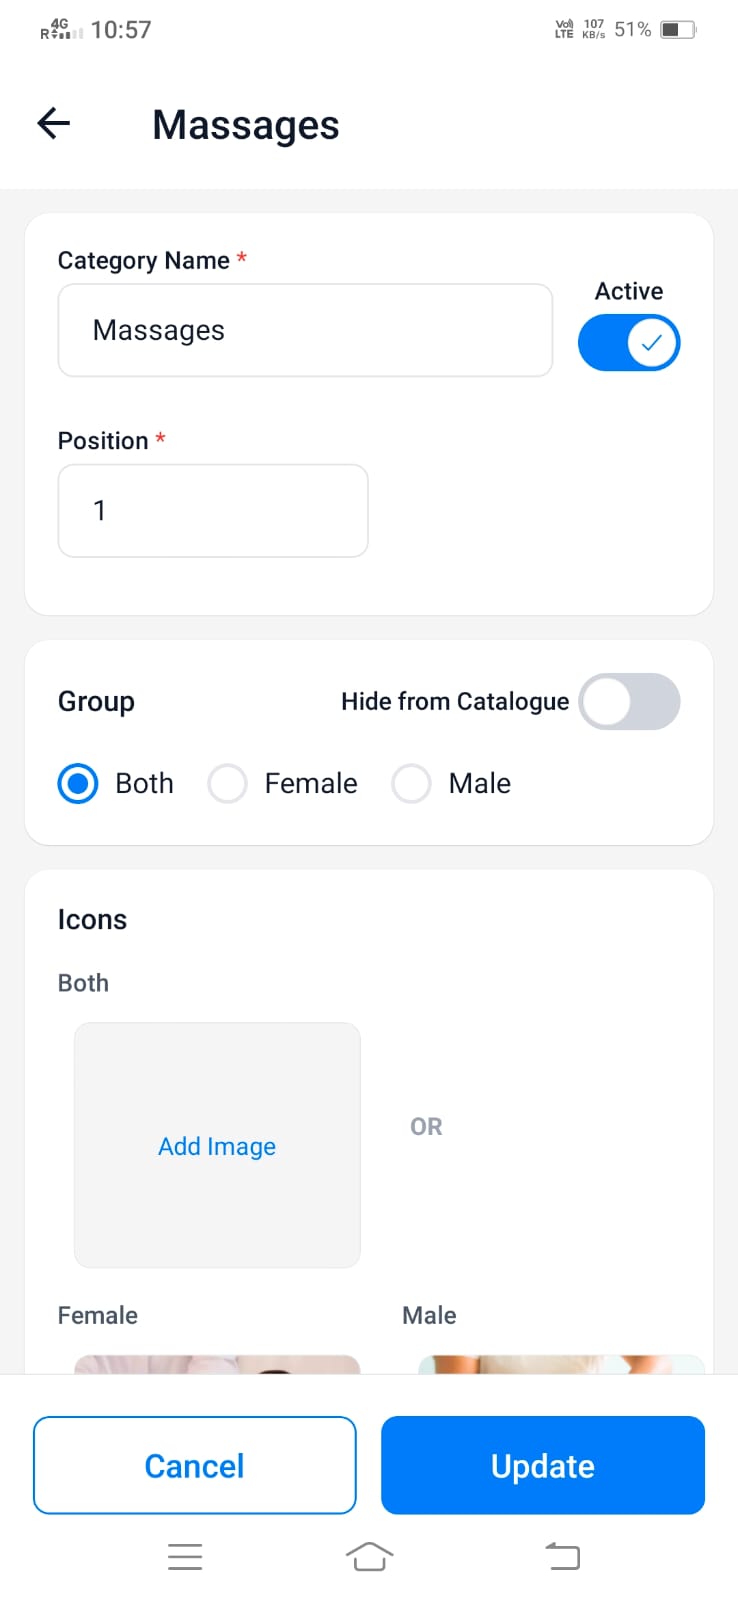 4G
R 10:57 Vo) LTE 107 KB/s 51%
Massages
Category Name *
Active
Massages
Position *
1
Group Hide from Catalogue
Both Female Male
Icons
Both
Add Image OR
Female Male
Cancel Update